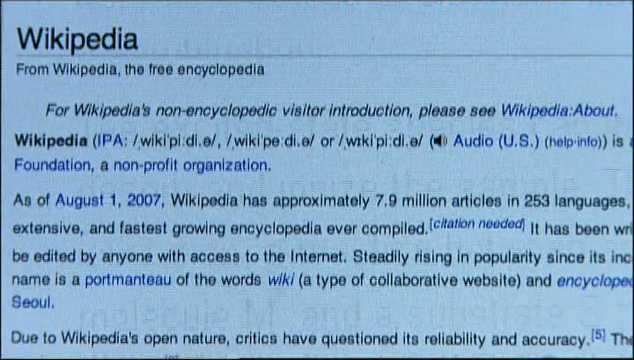 Wikipedia
From Wikipedia, the free encyclopedia
For Wikipedia's non-encyclopedic visitor introduction, please see Wikipedia:About.
Wikipedia (IPA: /ˌwikiˈpiːdi.ə/, /ˌwikiˈpeːdi.ə/ or /ˌwɪkiˈpiːdi.ə/ ( Audio (U.S.) (help·info)) is a
Foundation, a non-profit organization.
As of August 1, 2007, Wikipedia has approximately 7.9 million articles in 253 languages,
extensive, and fastest growing encyclopedia ever compiled.[citation needed] It has been wri
be edited by anyone with access to the Internet. Steadily rising in popularity since its inc
name is a portmanteau of the words wiki (a type of collaborative website) and encyclope
Seoul.
Due to Wikipedia's open nature, critics have questioned its reliability and accuracy.[5] The